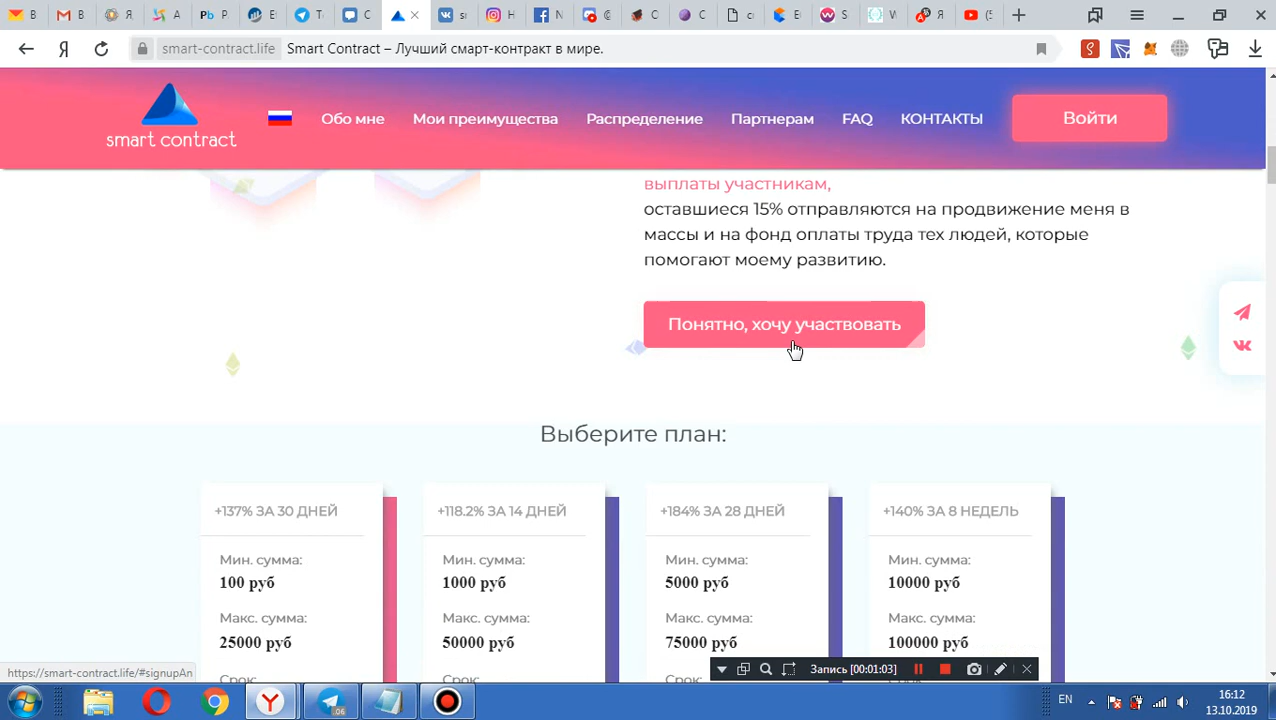 В
М
В
Я
A
Pb
P
Ει
C
smart-contract.life
Smart Contract – Лучший смарт-контракт в мире.
smart contract
Обо мне
Мои преимущества
Распределение
Партнерам
FAQ
КОНТАКТЫ
Войти
выплаты участникам,
оставшиеся 15% отправляются на продвижение меня в
массы и на фонд оплаты труда тех людей, которые
помогают моему развитию.
Понятно, хочу участвовать
Выберите план:
+137% ЗА 30 ДНЕЙ
Мин. сумма:
100 руб
Макс. сумма:
25000 руб
Срок:
+118.2% ЗА 14 ДНЕЙ
Мин. сумма:
1000 руб
Макс. сумма:
50000 руб
Срок:
+184% ЗА 28 ДНЕЙ
Мин. сумма:
5000 руб
Макс. сумма:
75000 руб
Срок:
+140% ЗА 8 НЕДЕЛЬ
Мин. сумма:
10000 руб
Макс. сумма:
100000 руб
https://smart-contract.life/#signupAn
Запись [00:01:03]
EN
16:12
13.10.2019